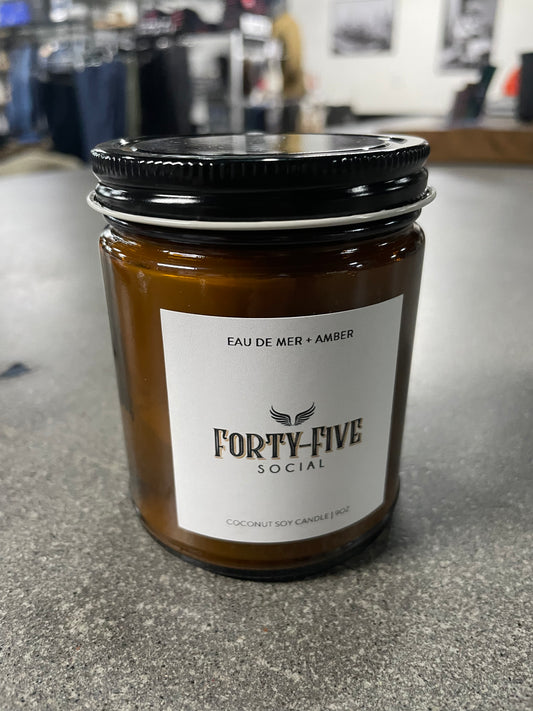 EAU DE MER + AMBER
FORTY-FIVE
SOCIAL
COCONUT SOY CANDLE | 9OZ